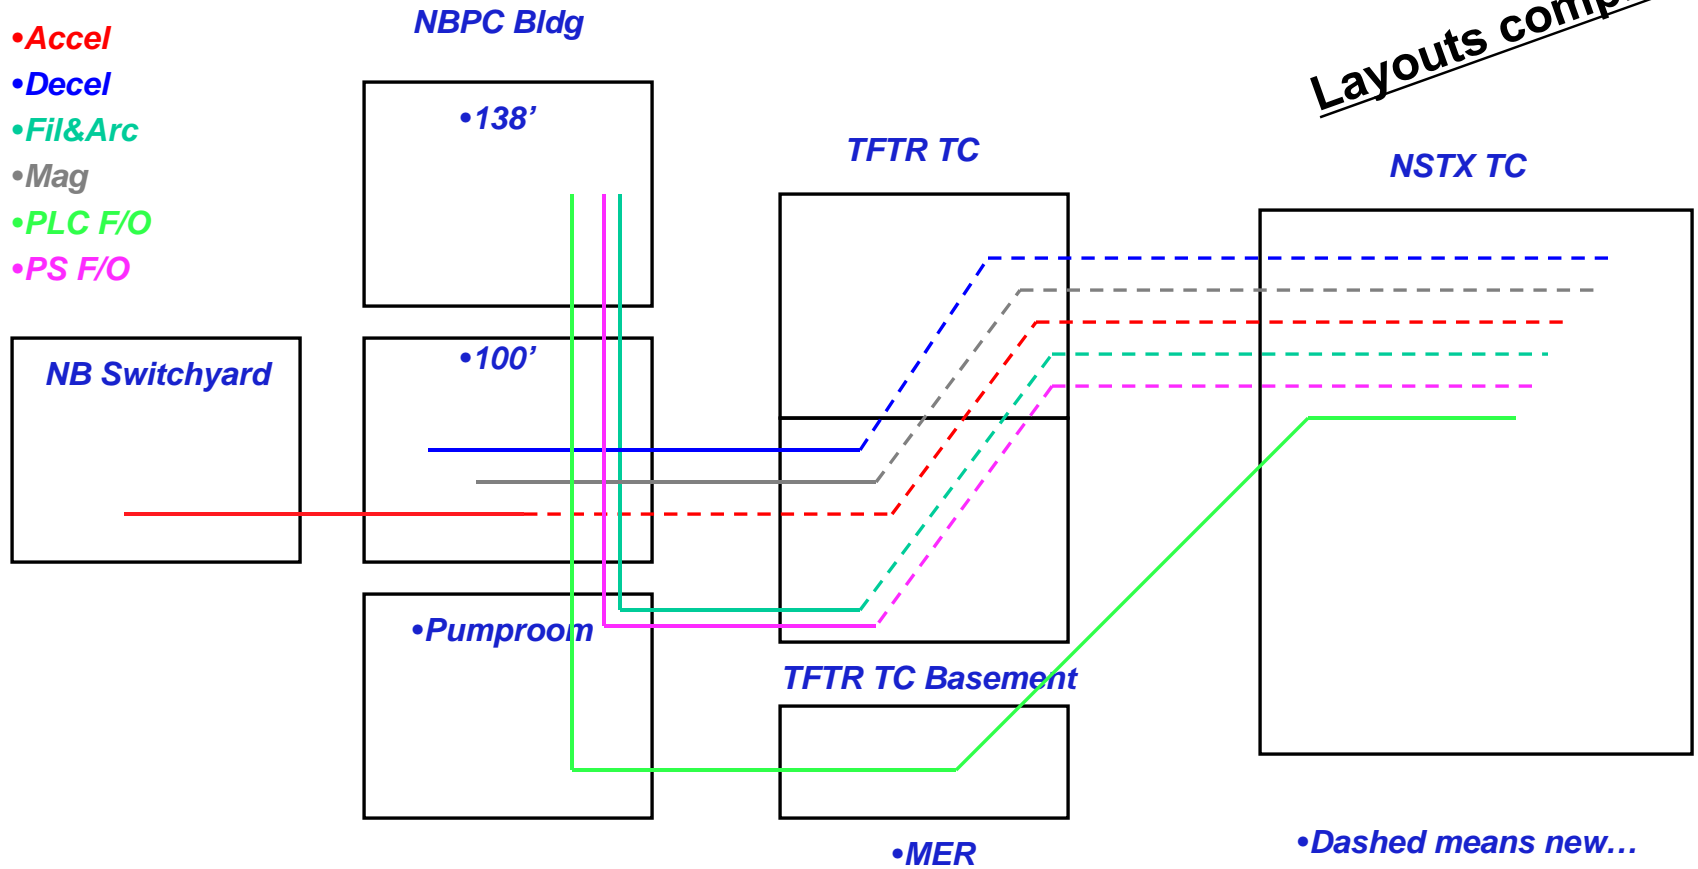 NBPC Bldg
Layouts
•Accel
•Decel
•Fil&Arc
•Mag
•PLC F/O
•PS F/O
•138’
TFTR TC
NSTX TC
•100’
NB Switchyard
•Pumproom
TFTR TC Basement
•MER
•Dashed means new…